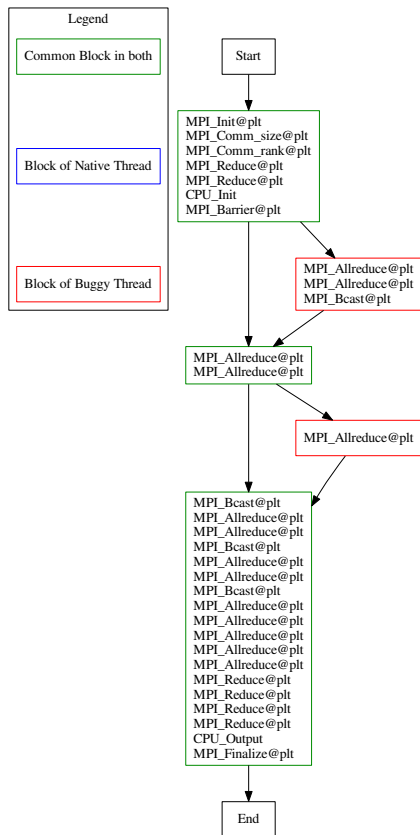 Legend
Common Block in both
Block of Native Thread
Block of Buggy Thread
Start
MPI_Init@plt
MPI_Comm_size@plt
MPI_Comm_rank@plt
MPI_Reduce@plt
MPI_Reduce@plt
CPU_Init
MPI_Barrier@plt
MPI_Allreduce@plt
MPI_Allreduce@plt
MPI_Bcast@plt
MPI_Allreduce@plt
MPI_Allreduce@plt
MPI_Allreduce@plt
MPI_Bcast@plt
MPI_Allreduce@plt
MPI_Allreduce@plt
MPI_Bcast@plt
MPI_Allreduce@plt
MPI_Allreduce@plt
MPI_Bcast@plt
MPI_Allreduce@plt
MPI_Allreduce@plt
MPI_Allreduce@plt
MPI_Allreduce@plt
MPI_Allreduce@plt
MPI_Reduce@plt
MPI_Reduce@plt
MPI_Reduce@plt
MPI_Reduce@plt
CPU_Output
MPI_Finalize@plt
End